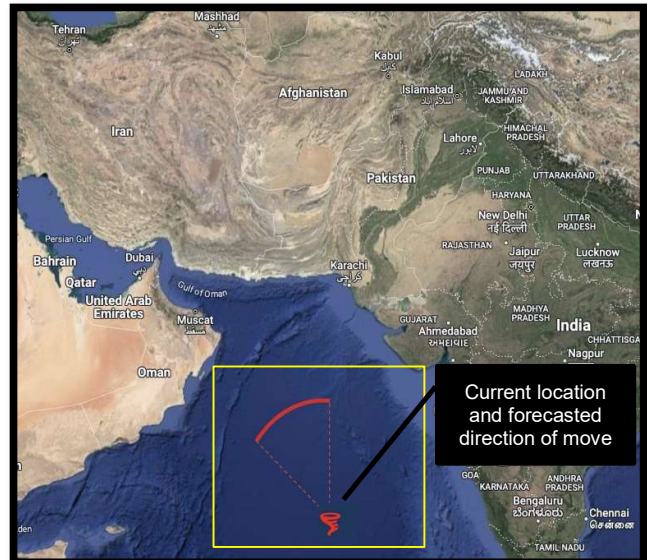 Mashhad
مشهد
Tehran
تهران
Kabul
کابل
LADAKH
Afghanistan
Islamabad
اسلام آباد
JAMMU AND
KASHMIR
Iran
HIMACHAL
PRADESH
Lahore
لاہور
Pakistan
PUNJAB
UTTARAKHAND
HARYANA
New Delhi
नई दिल्ली
UTTAR
PRADESH
Persian Gulf
Bahrain
Dubai
دبي
Qatar
United Arab
Emirates
Gulf of Oman
Karachi
کراچی
RAJASTHAN
Jaipur
जयपुर
Lucknow
लखनऊ
Muscat
مسقط
GUJARAT
Ahmedabad
અમદાવાદ
MADHYA
PRADESH
India
CHHATTISGA
Nagpur
Oman
Current location
and forecasted
direction of move
GOA
KARNATAKA
ANDHRA
PRADESH
Bengaluru
ಬೆಂಗಳೂರು
Chennai
சென்னை
TAMIL NADU
den